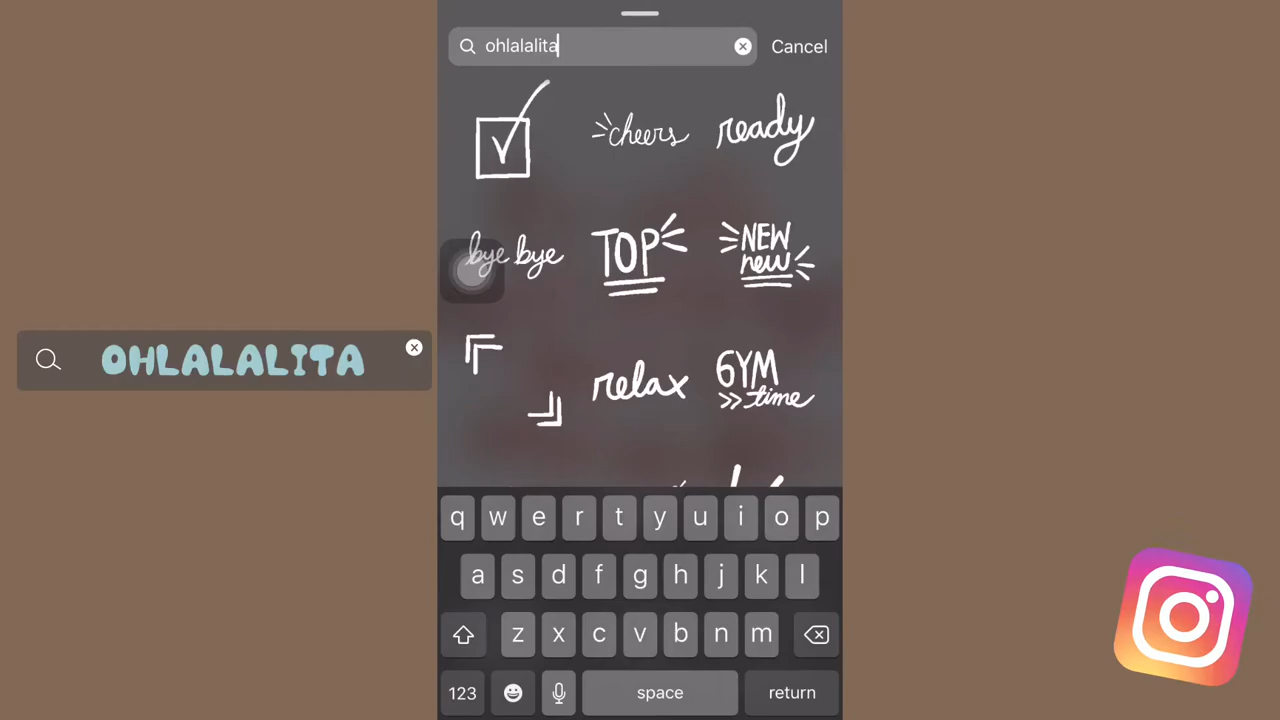 ohlalalita
Cancel
cheers
ready
bye bye
TOP
NEW
new
OHLALALITA
relax
GYM
>> time
q w e r t y u i o p
a s d f g h j k l
z x c v b n m
123
space
return